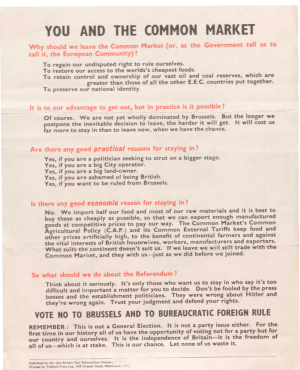 YOU AND THE COMMON MARKET
Why should we leave the Common Market (or, as the Government tell us to
call it, the European Community)?
To regain our undisputed right to rule ourselves.
To restore our access to the world's cheapest foods.
To retain control and ownership of our vast oil and coal reserves, which are
greater than those of all the other E.E.C. countries put together.
To preserve our national identity.
It is to our advantage to get out, but in practice is it possible?
Of course. We are not yet wholly dominated by Brussels. But the longer we
postpone the inevitable decision to leave, the harder it will get. It will cost us
far more to stay in than to leave now, when we have the chance.
Are there any good practical reasons for staying in?
Yes, if you are a politician seeking to strut on a bigger stage.
Yes, if you are a big City operator.
Yes, if you are a big land-owner.
Yes, if you are ashamed of being British.
Yes, if you want to be ruled from Brussels.
Is there any good economic reason for staying in?
No. We import half our food and most of our raw materials and it is best to
buy these as cheaply as possible, so that we can export enough manufactured
goods at competitive prices to pay our way. The Common Market's Common
Agricultural Policy (C.A.P.) and its Common External Tariffs keep food and
other prices artificially high, to the benefit of continental farmers and against
the vital interests of British housewives, workers, manufacturers and exporters.
What suits the continent doesn't suit us. If we leave we will still trade with the
Common Market, and they with us—just as we did before we joined.
So what should we do about the Referendum?
Think about it seriously. It's only those who want us to stay in who say it's too
difficult and important a matter for you to decide. Don't be fooled by the press
bosses and the establishment politicians. They were wrong about Hitler and
they're wrong again. Trust your judgment and defend your rights.
VOTE NO TO BRUSSELS AND TO BUREAUCRATIC FOREIGN RULE
REMEMBER: This is not a General Election. It is not a party issue either. For the
first time in our history all of us have the opportunity of voting out for a party but for
our country and ourselves. It is the independence of Britain—it is the freedom of
all of us—which is at stake. This is our chance. Let none of us waste it.